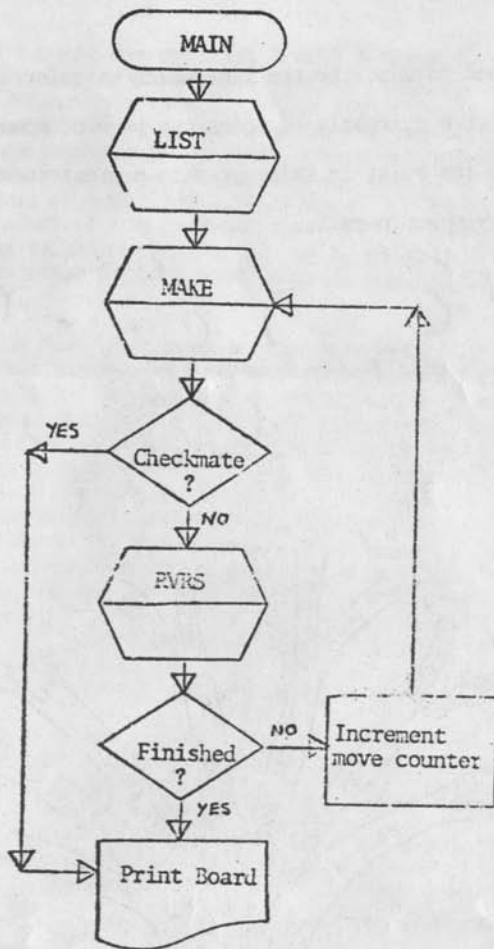 MAIN
LIST
MAKE
YES
Checkmate
?
NO
RVRS
Finished
?
NO
Increment
move counter
YES
Print Board